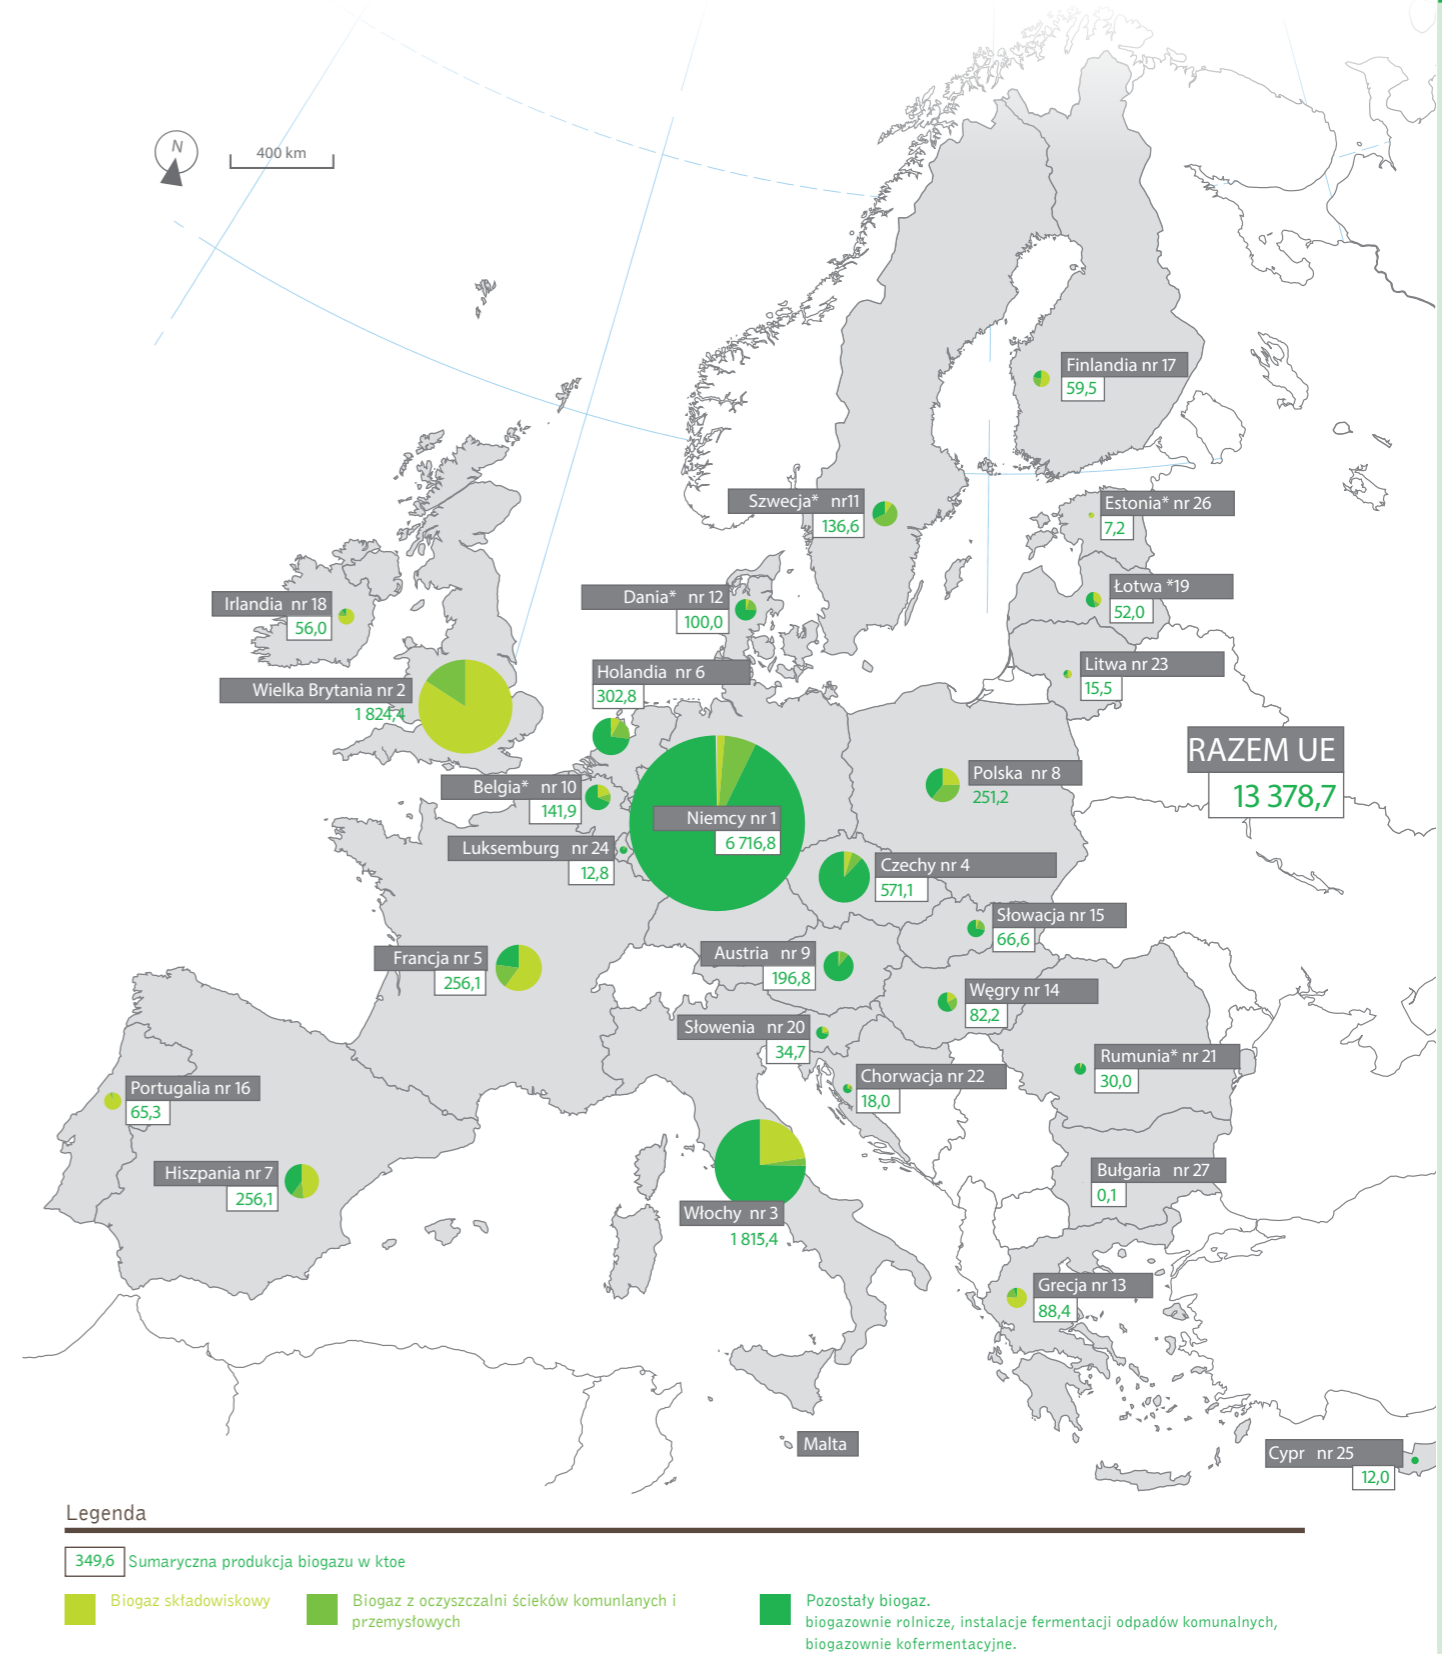 N
400 km
Finlandia nr 17
59,5
Szwecja* nr11
136,6
Estonia* nr 26
7,2
Łotwa *19
52,0
Irlandia nr 18
56,0
Dania* nr 12
100,0
Holandia nr 6
302,8
Litwa nr 23
15,5
Wielka Brytania nr 2
1 824,4
RAZEM UE
13 378,7
Polska nr 8
251,2
Belgia* nr 10
141,9
Niemcy nr 1
6 716,8
Luksemburg nr 24
12,8
Czechy nr 4
571,1
Słowacja nr 15
66,6
Francja nr 5
256,1
Austria nr 9
196,8
Węgry nr 14
82,2
Słowenia nr 20
34,7
Rumunia* nr 21
30,0
Chorwacja nr 22
18,0
Portugalia nr 16
65,3
Hiszpania nr 7
256,1
Bułgaria nr 27
0,1
Włochy nr 3
1 815,4
Grecja nr 13
88,4
Malta
Cypr nr 25
12,0
Legenda
349,6 Sumaryczna produkcja biogazu w ktoe
Biogaz składowiskowy
Biogaz z oczyszczalni ścieków komunlanych i
przemysłowych
Pozostały biogaz.
biogazownie rolnicze, instalacje fermentacji odpadów komunalnych,
biogazownie kofermentacyjne.